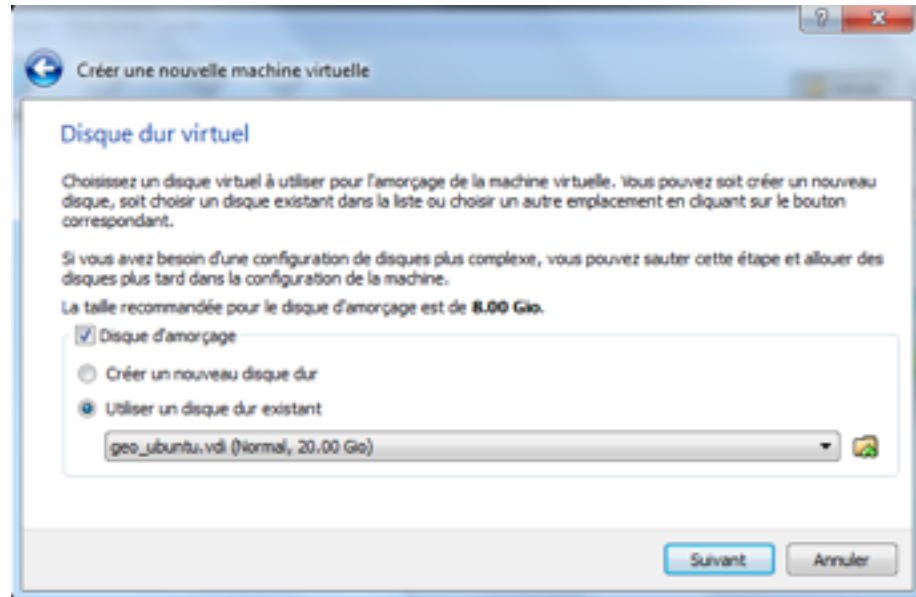 Créer une nouvelle machine virtuelle
Disque dur virtuel
Choisissez un disque virtuel à utiliser pour l'amorçage de la machine virtuelle. Vous pouvez soit créer un nouveau
disque, soit choisir un disque existant dans la liste ou choisir un autre emplacement en cliquant sur le bouton
correspondant.
Si vous avez besoin d'une configuration de disques plus complexe, vous pouvez sauter cette étape et allouer des
disques plus tard dans la configuration de la machine.
La taille recommandée pour le disque d'amorçage est de 8.00 Gio.
Disque d'amorçage
Créer un nouveau disque dur
Utiliser un disque dur existant
geo_ubuntu.vdi (Normal, 20.00 Gio)
Suivant
Annuler